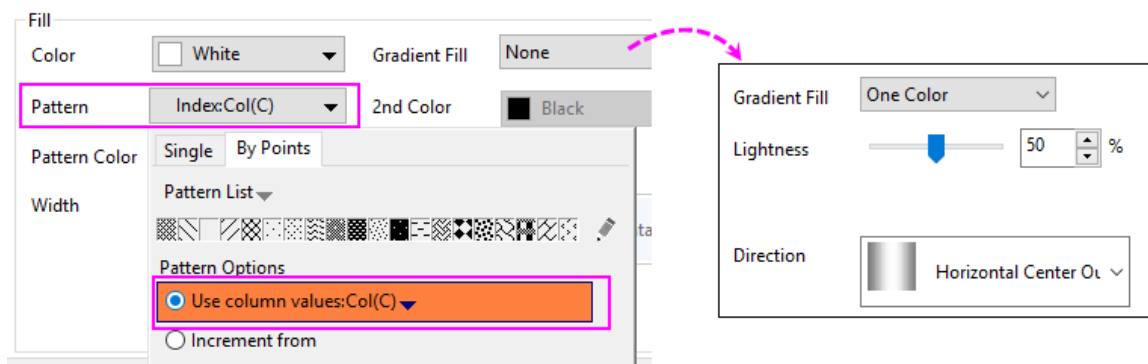 Fill
Color White Gradient Fill None
Pattern Index:Col(C) 2nd Color Black
Pattern Color Single By Points
Width Pattern List
Pattern Options
Use column values:Col(C)
Increment from
Gradient Fill One Color
Lightness 50 %
Direction Horizontal Center